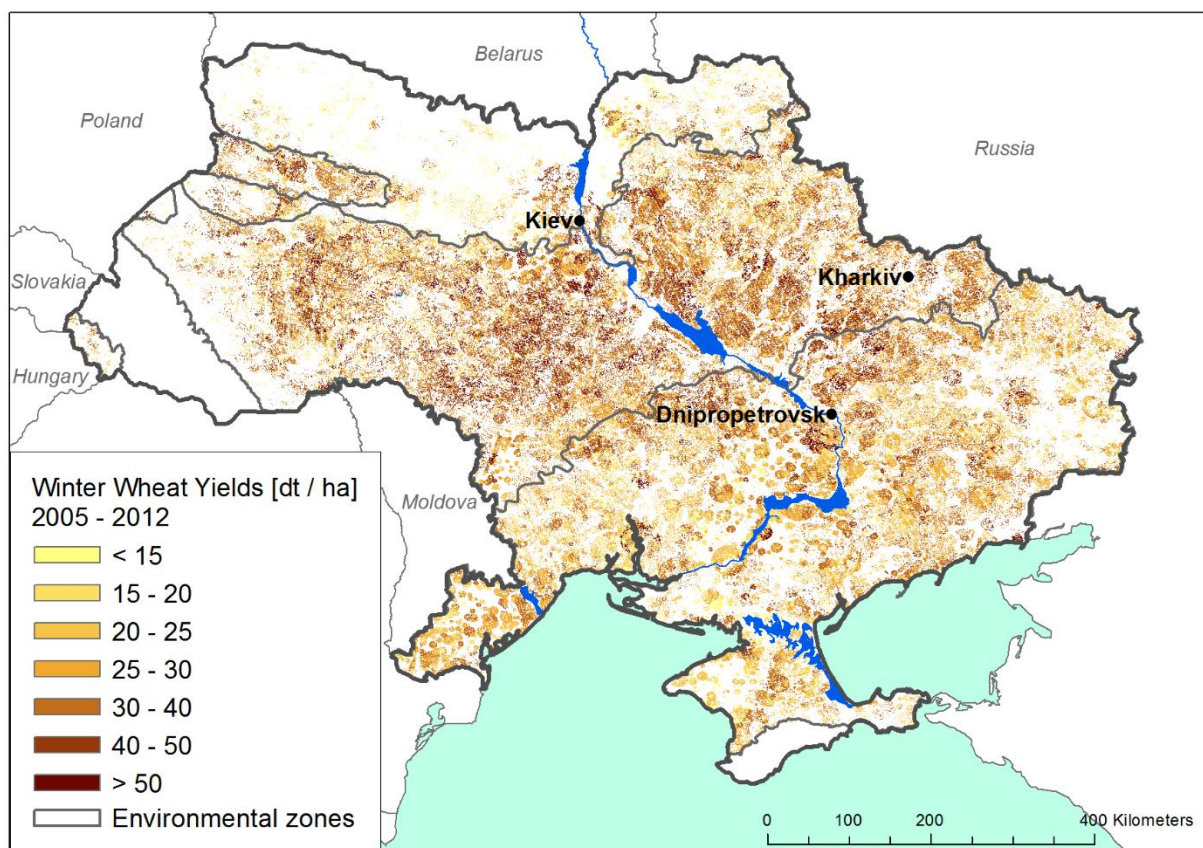 Belarus
Poland
Russia
Kiev
Kharkiv
Slovakia
Hungary
Dnipropetrovsk
Moldova
Winter Wheat Yields [dt / ha]
2005 - 2012
< 15
15 - 20
20 - 25
25 - 30
30 - 40
40 - 50
> 50
Environmental zones
0 100 200 400 Kilometers